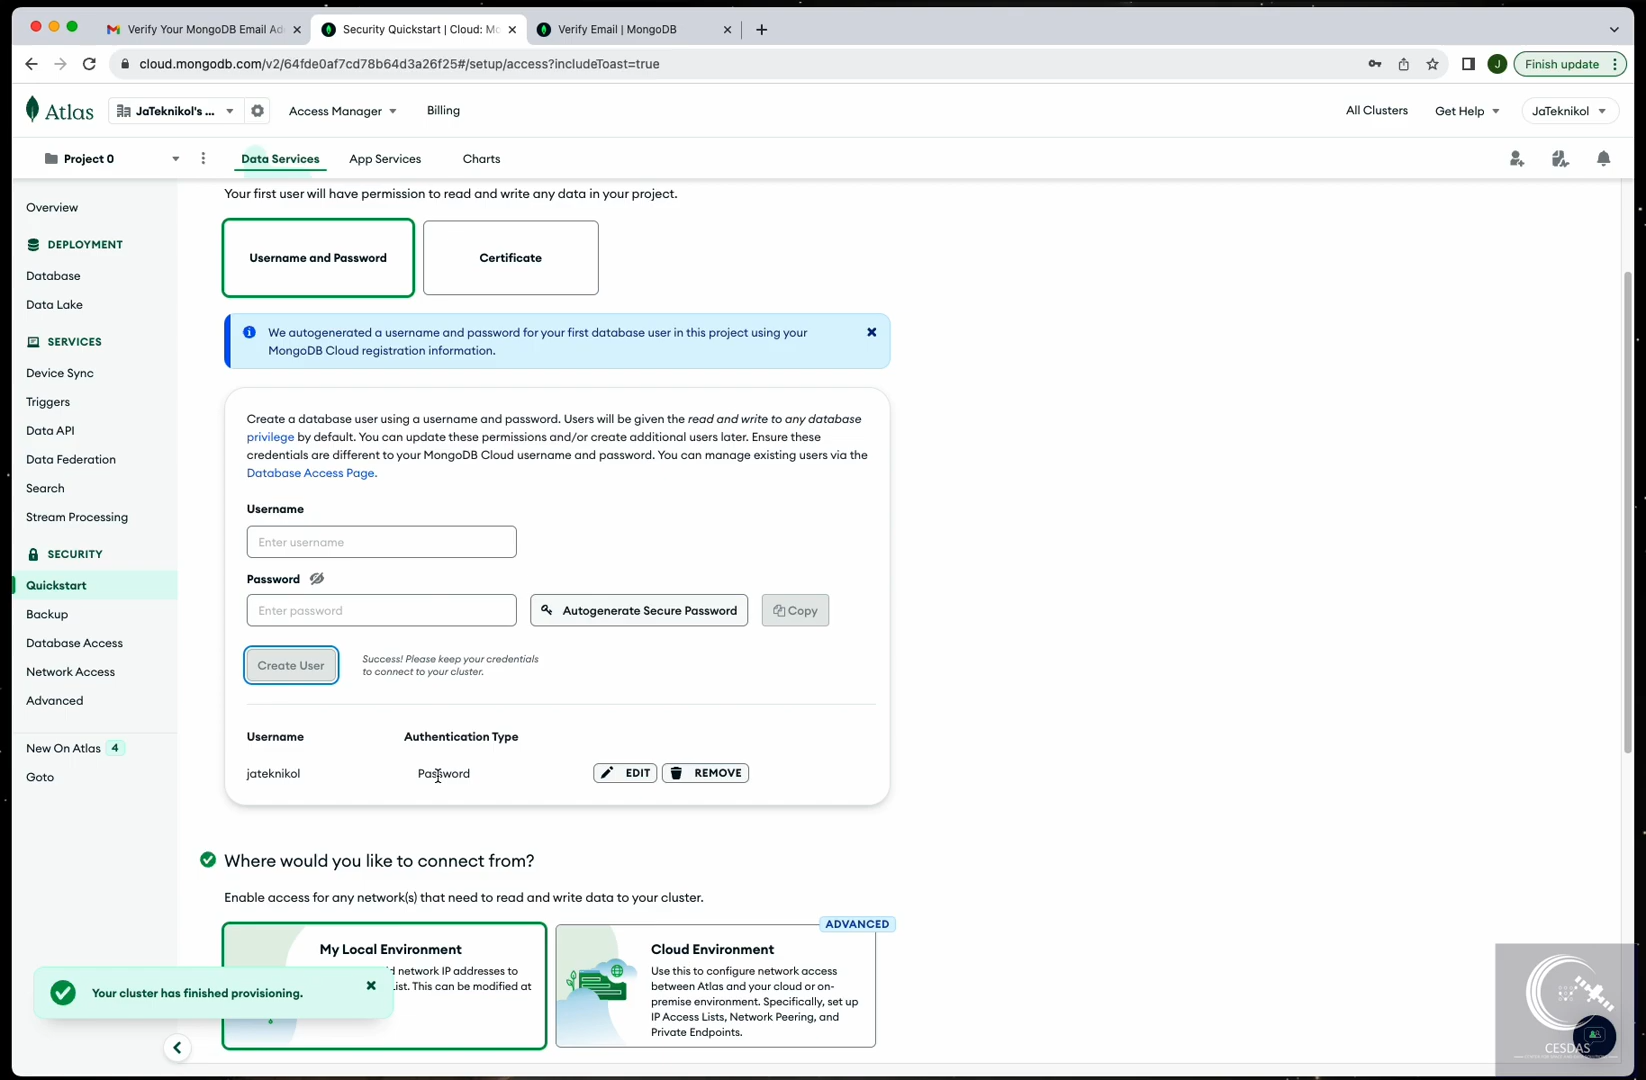 Verify Your MongoDB Email Ad
Security Quickstart | Cloud: Mo
Verify Email | MongoDB
cloud.mongodb.com/v2/64fde0af7cd78b64d3a26f25#/setup/access?includeToast=true
J
Finish update
Atlas
JaTeknikol's ...
Access Manager
Billing
All Clusters
Get Help
JaTeknikol
Project 0
Data Services
App Services
Charts
Your first user will have permission to read and write any data in your project.
Overview
DEPLOYMENT
Database
Data Lake
SERVICES
Device Sync
Triggers
Data API
Data Federation
Search
Stream Processing
SECURITY
Quickstart
Backup
Database Access
Network Access
Advanced
New On Atlas 4
Goto
Username and Password
Certificate
We autogenerated a username and password for your first database user in this project using your
MongoDB Cloud registration information.
Create a database user using a username and password. Users will be given the read and write to any database
privilege by default. You can update these permissions and/or create additional users later. Ensure these
credentials are different to your MongoDB Cloud username and password. You can manage existing users via the
Database Access Page.
Username
Enter username
Password
Enter password
Autogenerate Secure Password
Copy
Create User
Success! Please keep your credentials
to connect to your cluster.
Username
Authentication Type
jateknikol
Password
EDIT
REMOVE
Where would you like to connect from?
Enable access for any network(s) that need to read and write data to your cluster.
My Local Environment
network IP addresses to
This can be modified at
ADVANCED
Cloud Environment
Use this to configure network access
between Atlas and your cloud or on-
premise environment. Specifically, set up
IP Access Lists, Network Peering, and
Private Endpoints.
Your cluster has finished provisioning.
CESDAS